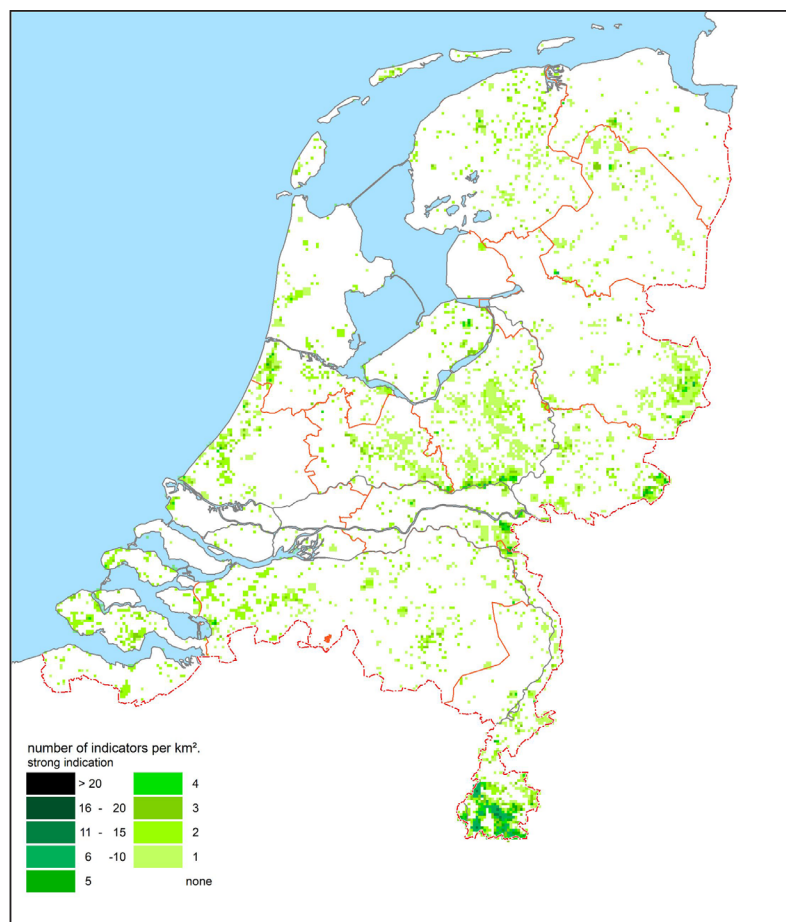 number of indicators per km².
strong indication
> 20 4
16 - 20 3
11 - 15 2
6 -10 1
5 none